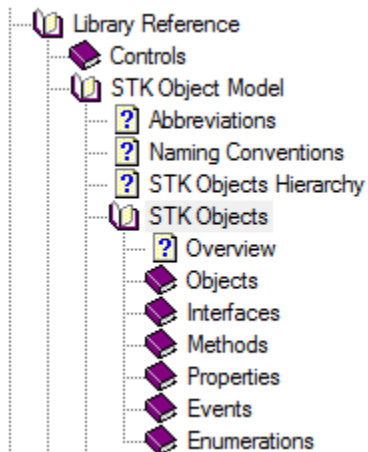 Library Reference
Controls
STK Object Model
Abbreviations
Naming Conventions
STK Objects Hierarchy
STK Objects
Overview
Objects
Interfaces
Methods
Properties
Events
Enumerations